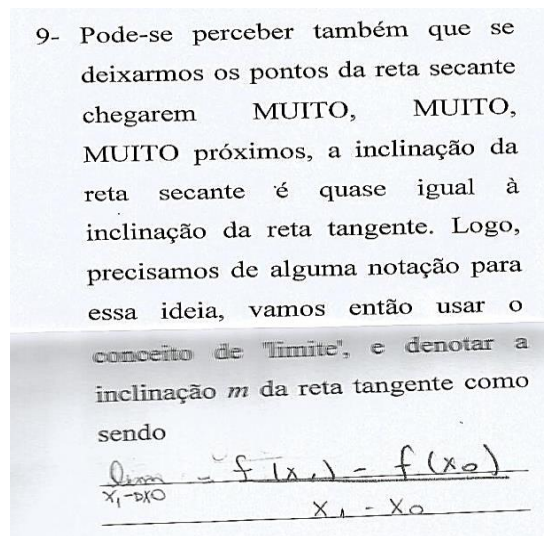 9- Pode-se perceber também que se
deixarmos os pontos da reta secante
chegarem MUITO, MUITO,
MUITO próximos, a inclinação da
reta secante é quase igual à
inclinação da reta tangente. Logo,
precisamos de alguma notação para
essa ideia, vamos então usar o
conceito de "limite", e denotar a
inclinação m da reta tangente como
sendo
lim - f(x₁) - f(x₀)
x₁→x0
x₁ - x₀